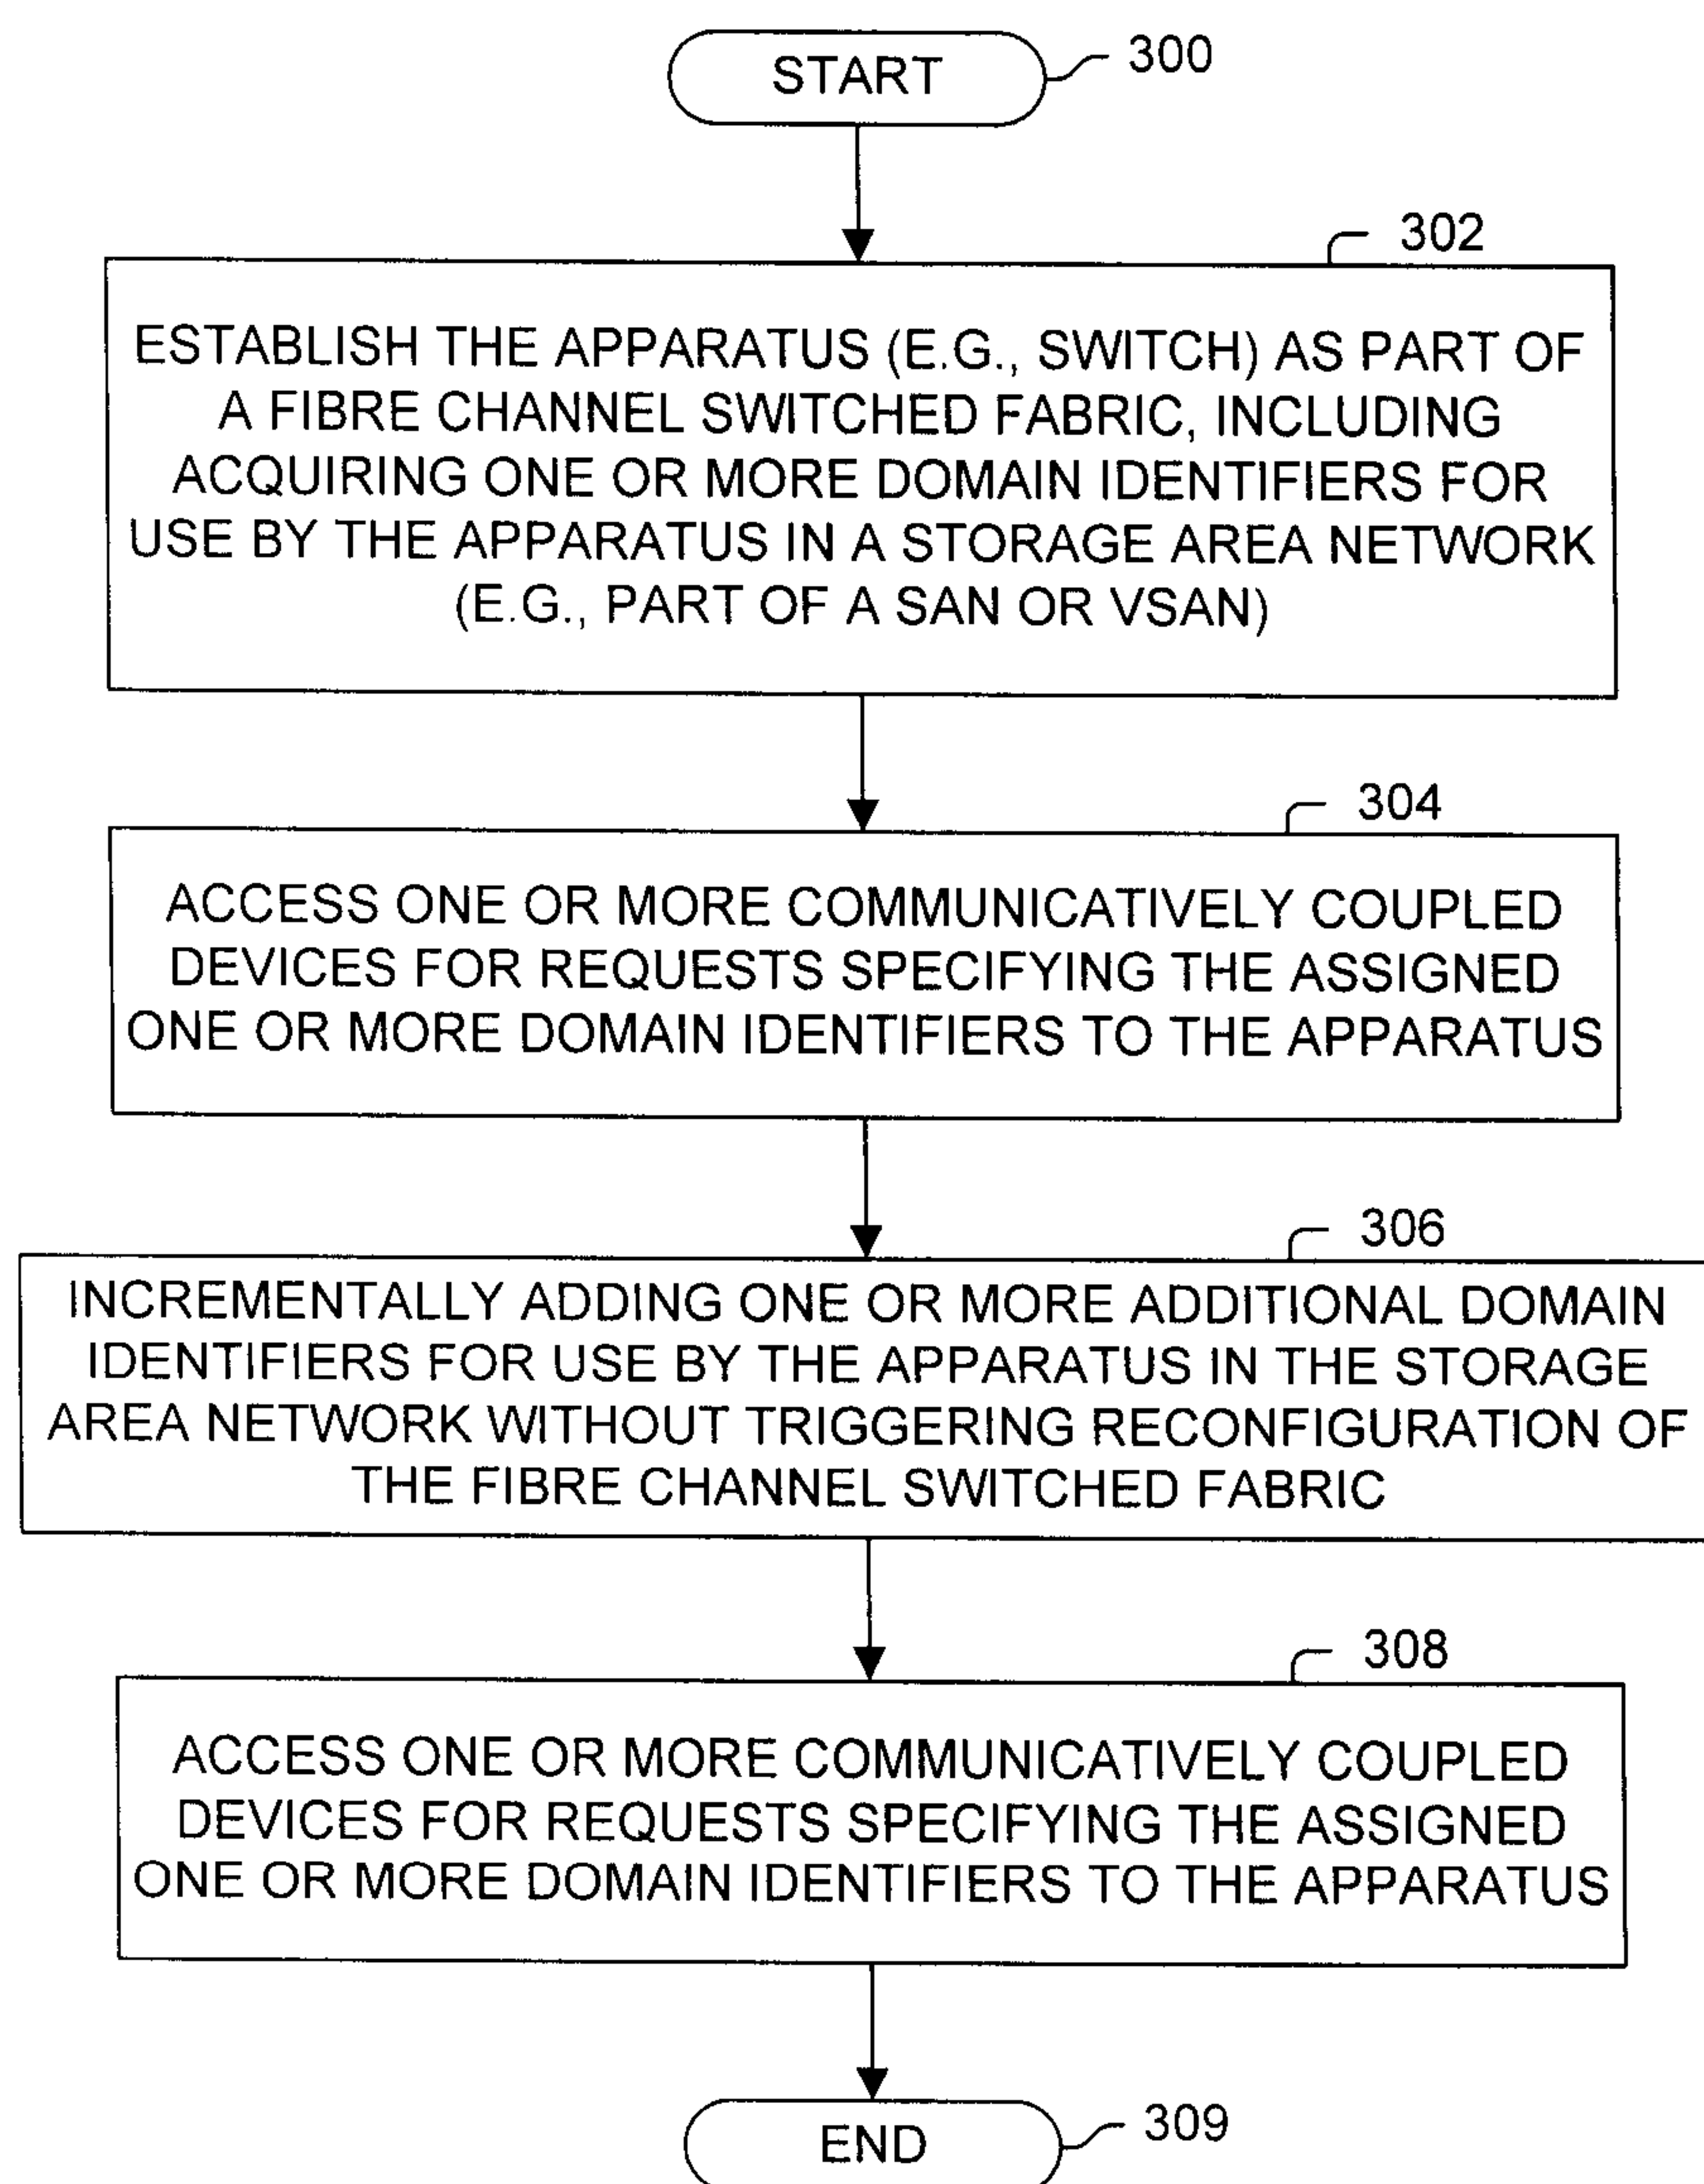 START
300
302
ESTABLISH THE APPARATUS (E.G., SWITCH) AS PART OF
A FIBRE CHANNEL SWITCHED FABRIC, INCLUDING
ACQUIRING ONE OR MORE DOMAIN IDENTIFIERS FOR
USE BY THE APPARATUS IN A STORAGE AREA NETWORK
(E.G., PART OF A SAN OR VSAN)
304
ACCESS ONE OR MORE COMMUNICATIVELY COUPLED
DEVICES FOR REQUESTS SPECIFYING THE ASSIGNED
ONE OR MORE DOMAIN IDENTIFIERS TO THE APPARATUS
306
INCREMENTALLY ADDING ONE OR MORE ADDITIONAL DOMAIN
IDENTIFIERS FOR USE BY THE APPARATUS IN THE STORAGE
AREA NETWORK WITHOUT TRIGGERING RECONFIGURATION OF
THE FIBRE CHANNEL SWITCHED FABRIC
308
ACCESS ONE OR MORE COMMUNICATIVELY COUPLED
DEVICES FOR REQUESTS SPECIFYING THE ASSIGNED
ONE OR MORE DOMAIN IDENTIFIERS TO THE APPARATUS
END
309